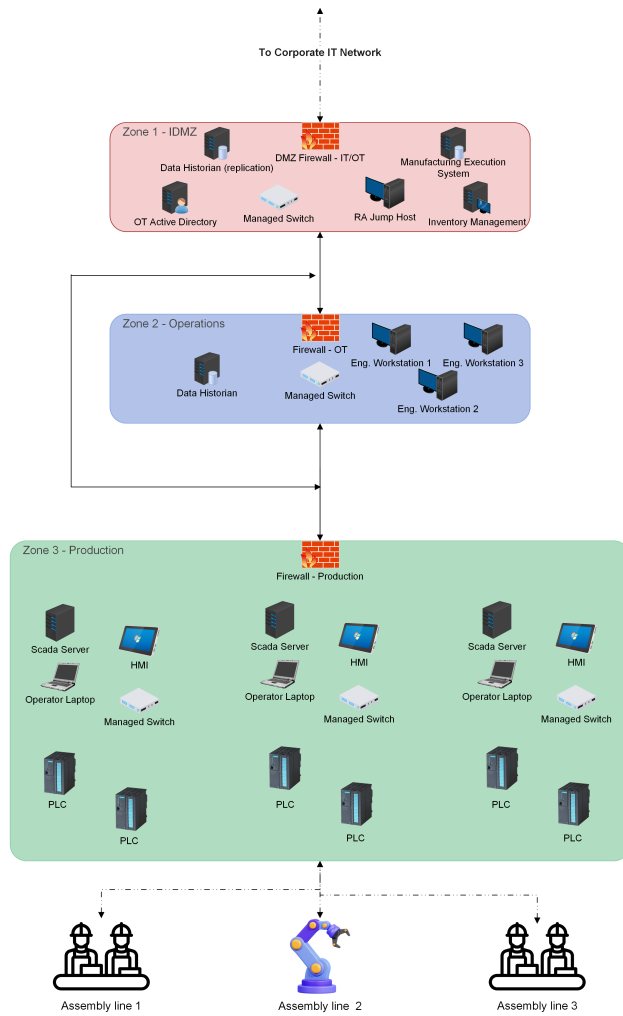 To Corporate IT Network
Zone 1 - IDMZ
DMZ Firewall - IT/OT
Data Historian (replication)
Manufacturing Execution
System
OT Active Directory
Managed Switch
RA Jump Host
Inventory Management
Zone 2 - Operations
Firewall - OT
Eng. Workstation 1
Eng. Workstation 3
Data Historian
Managed Switch
Eng. Workstation 2
Zone 3 - Production
Firewall - Production
Scada Server
HMI
Operator Laptop
Managed Switch
PLC
PLC
Scada Server
HMI
Operator Laptop
Managed Switch
PLC
PLC
Scada Server
HMI
Operator Laptop
Managed Switch
PLC
PLC
Assembly line 1
Assembly line 2
Assembly line 3